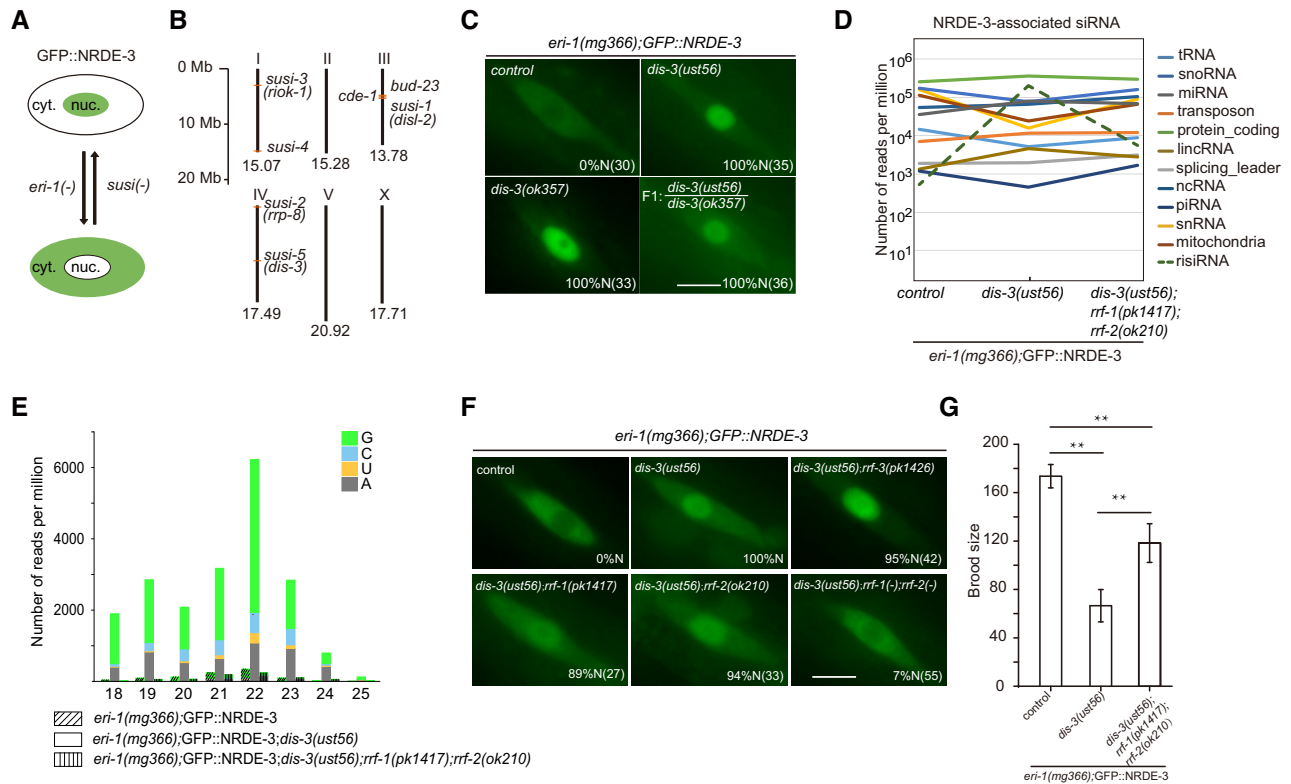 A
GFP::NRDE-3
cyt. nuc.
eri-1(-) susi(-)
cyt. nuc.
B
I II III
0 Mb
10 Mb
20 Mb
susi-3
(riok-1)
susi-4
15.07
15.28
cde-1
bud-23
susi-1
(disl-2)
13.78
IV V X
susi-2
(rrp-8)
susi-5
(dis-3)
17.49
20.92
17.71
C
eri-1(mg366);GFP::NRDE-3
control
0%N(30)
dis-3(ust56)
100%N(35)
dis-3(ok357)
100%N(33)
F1: dis-3(ust56)
dis-3(ok357)
100%N(36)
D
NRDE-3-associated siRNA
Number of reads per million
10⁶
10⁵
10⁴
10³
10²
10¹
control
dis-3(ust56)
dis-3(ust56);
rrf-1(pk1417);
rrf-2(ok210)
eri-1(mg366);GFP::NRDE-3
tRNA
snoRNA
miRNA
transposon
protein_coding
lincRNA
splicing_leader
ncRNA
piRNA
snRNA
mitochondria
risiRNA
E
Number of reads per million
6000
4000
2000
G
C
U
A
18 19 20 21 22 23 24 25
eri-1(mg366);GFP::NRDE-3
eri-1(mg366);GFP::NRDE-3;dis-3(ust56)
eri-1(mg366);GFP::NRDE-3;dis-3(ust56);rrf-1(pk1417);rrf-2(ok210)
F
eri-1(mg366);GFP::NRDE-3
control
0%N
dis-3(ust56)
100%N
dis-3(ust56);rrf-3(pk1426)
95%N(42)
dis-3(ust56);rrf-1(pk1417)
89%N(27)
dis-3(ust56);rrf-2(ok210)
94%N(33)
dis-3(ust56);rrf-1(-);rrf-2(-)
7%N(55)
G
Brood size
200
160
120
80
40
0
**
**
**
control
dis-3(ust56)
dis-3(ust56);
rrf-1(pk1417);
rrf-2(ok210)
eri-1(mg366);GFP::NRDE-3